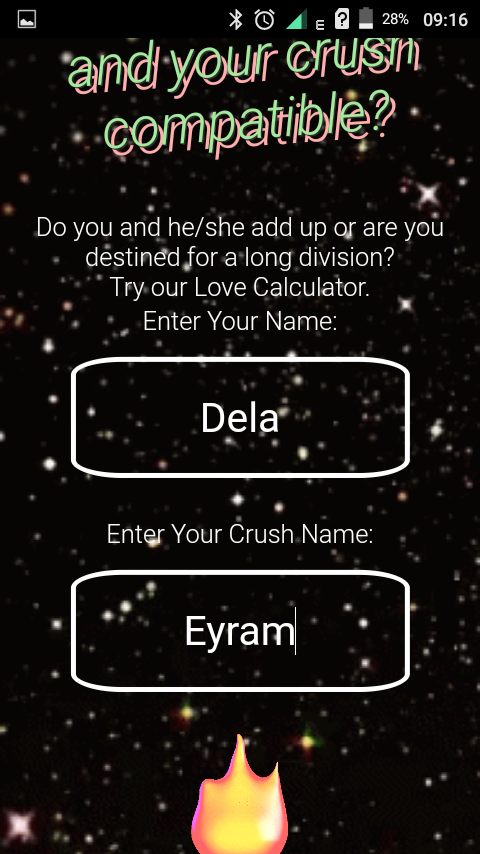 28% 09:16
and your crush
compatible?
Do you and he/she add up or are you
destined for a long division?
Try our Love Calculator.
Enter Your Name:
Dela
Enter Your Crush Name:
Eyram